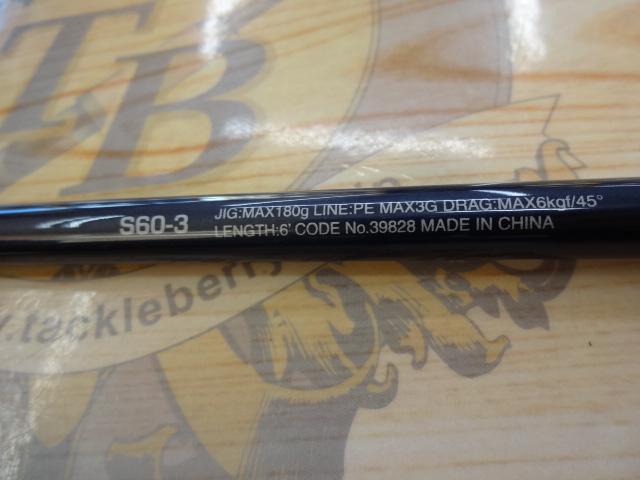 TB
S60-3
JIG:MAX180g LINE:PE MAX3G DRAG:MAX6kgf/45°
LENGTH:6' CODE No.39828 MADE IN CHINA
.tackleberry